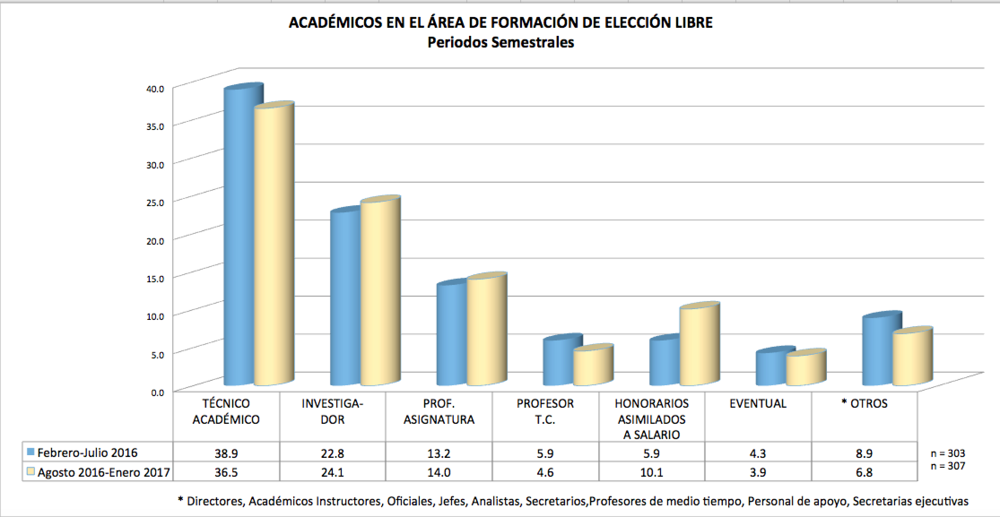 ACADÉMICOS EN EL ÁREA DE FORMACIÓN DE ELECCIÓN LIBRE
Periodos Semestrales
40.0
35.0
30.0
25.0
20.0
15.0
10.0
5.0
0.0
TÉCNICO ACADÉMICO
INVESTIGA-DOR
PROF. ASIGNATURA
PROFESOR T.C.
HONORARIOS ASIMILADOS A SALARIO
EVENTUAL
* OTROS
Febrero-Julio 2016 38.9 22.8 13.2 5.9 5.9 4.3 8.9 n = 303
Agosto 2016-Enero 2017 36.5 24.1 14.0 4.6 10.1 3.9 6.8 n = 307
* Directores, Académicos Instructores, Oficiales, Jefes, Analistas, Secretarios,Profesores de medio tiempo, Personal de apoyo, Secretarias ejecutivas